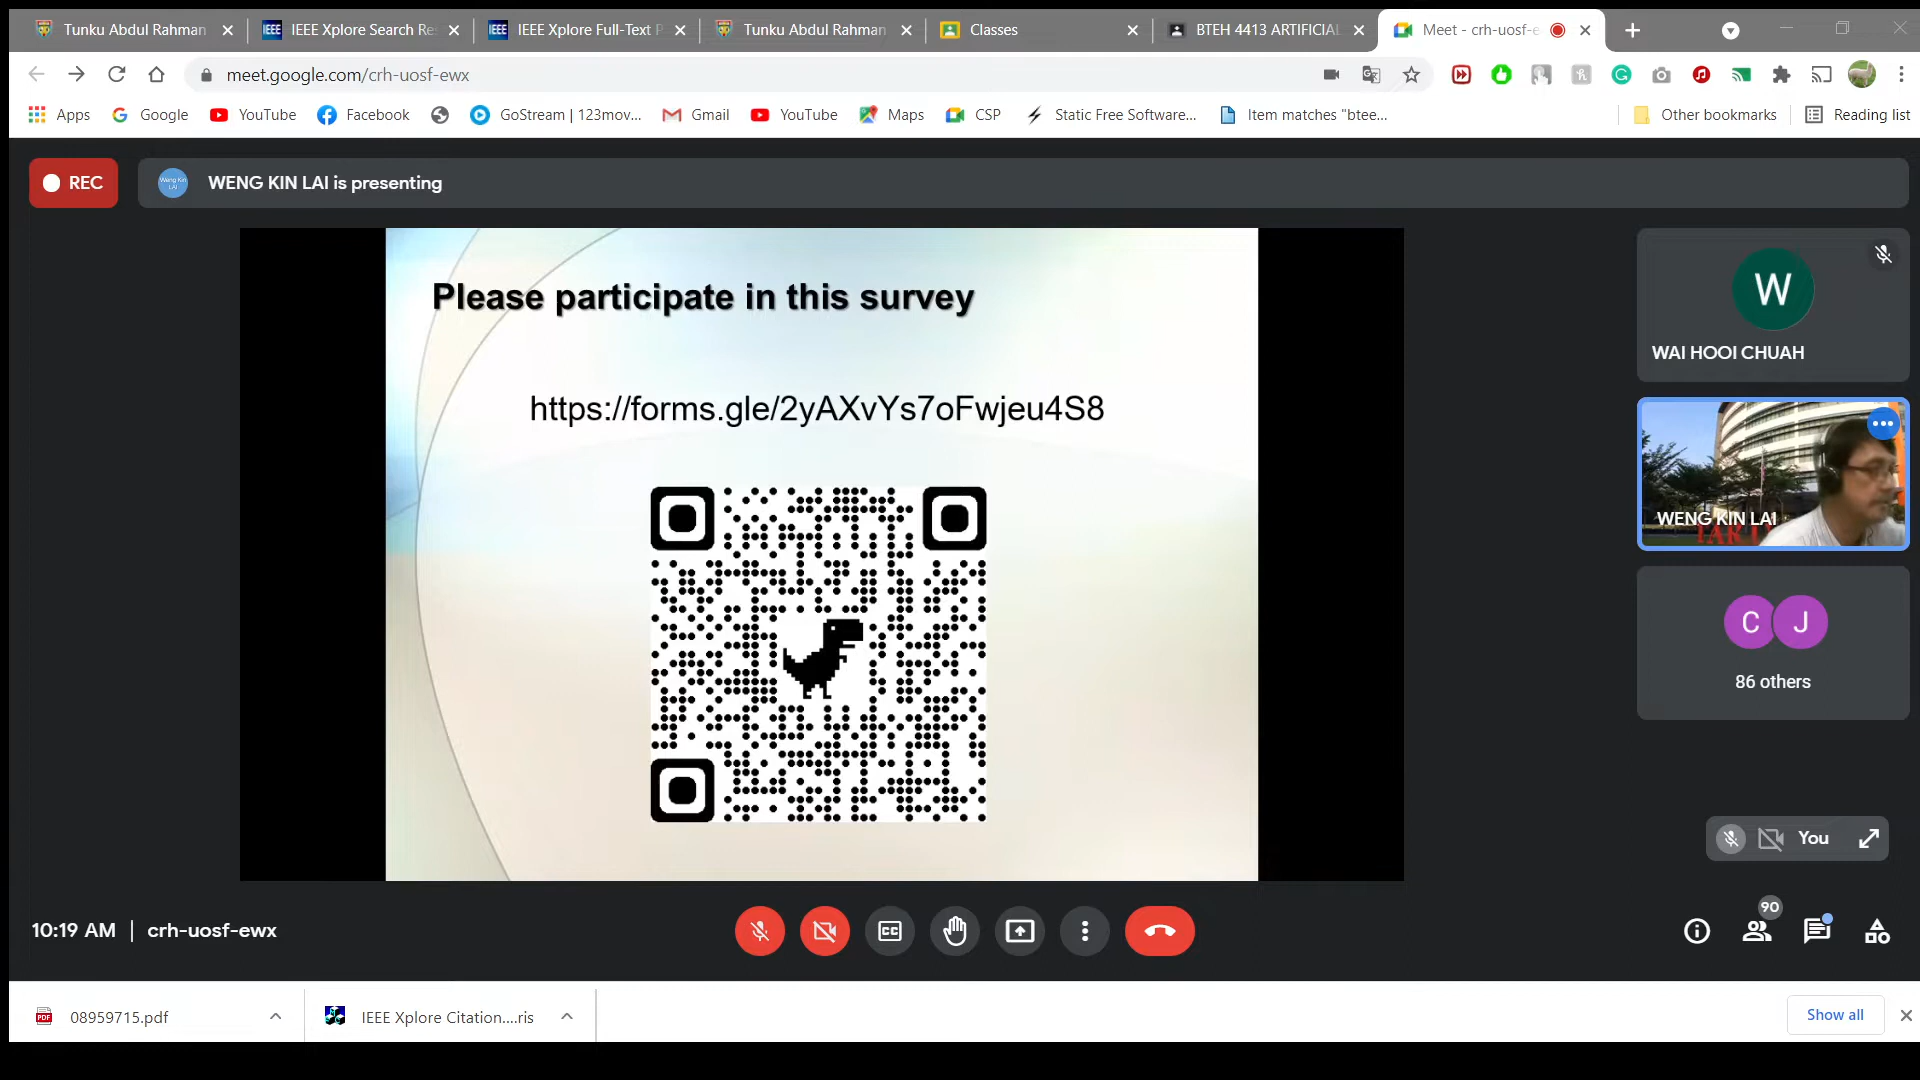 Tunku Abdul Rahman
IEEE Xplore Search Re
IEEE Xplore Full-Text P
Tunku Abdul Rahman
Classes
BTEH 4413 ARTIFICIAL
Meet - crh-uosf-e
meet.google.com/crh-uosf-ewx
Apps
Google
YouTube
Facebook
GoStream | 123mov...
Gmail
YouTube
Maps
CSP
Static Free Software...
Item matches "btee...
Other bookmarks
Reading list
REC
WENG KIN LAI is presenting
Please participate in this survey
https://forms.gle/2yAXvYs7oFwjeu4S8
W
WAI HOOI CHUAH
WENG KIN LAI
C
J
86 others
You
10:19 AM | crh-uosf-ewx
CC
90
08959715.pdf
IEEE Xplore Citation....ris
Show all